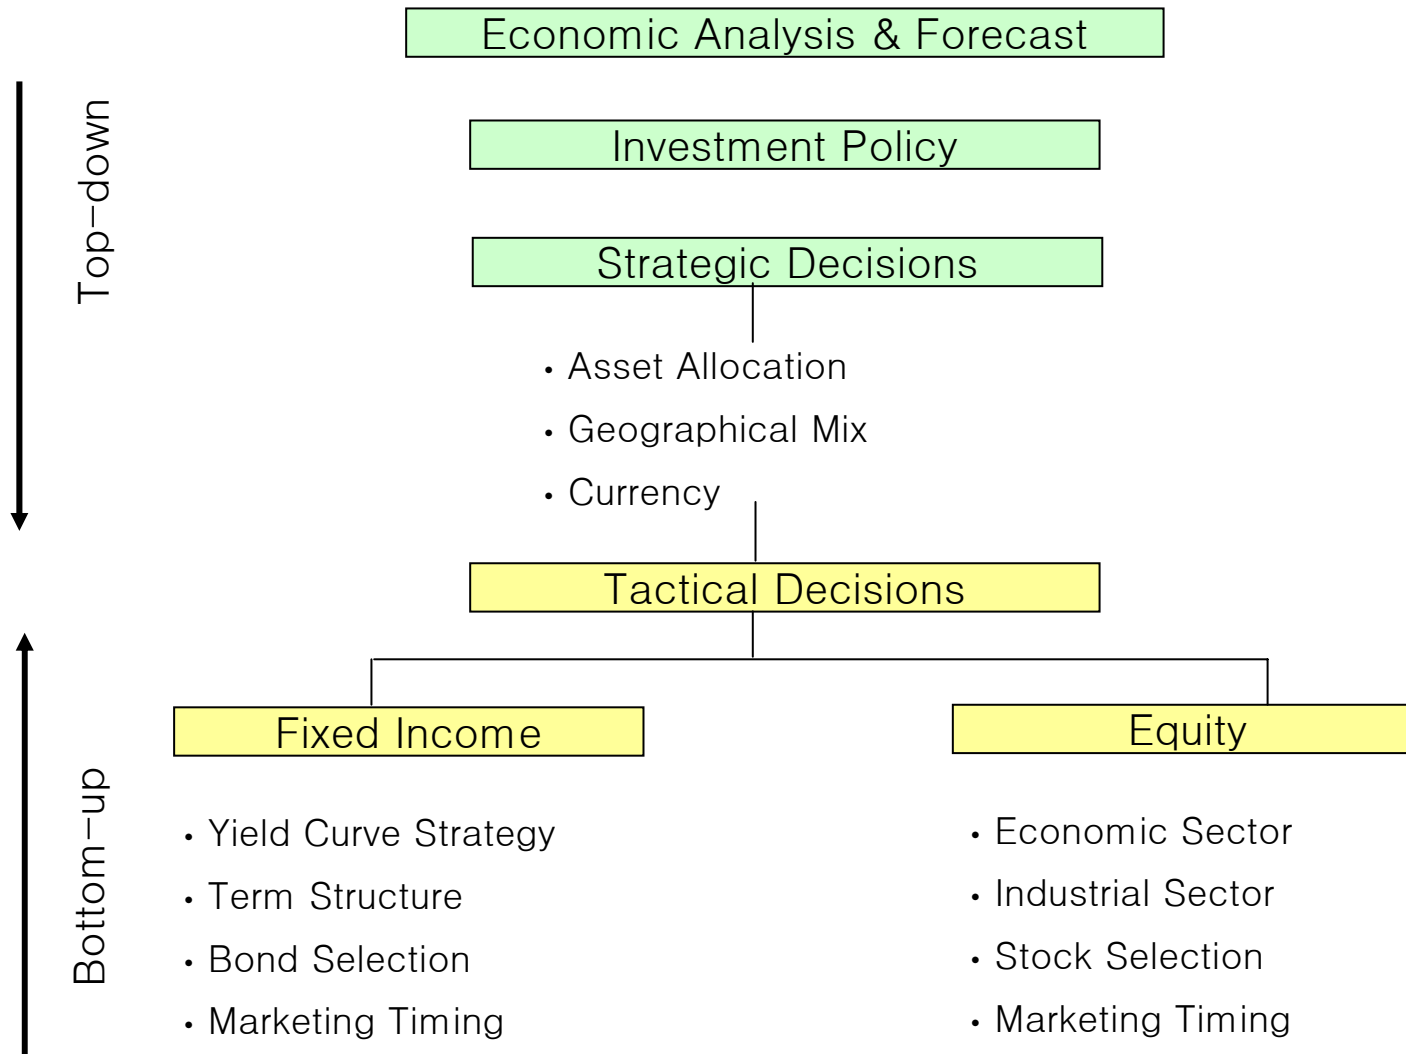 Economic Analysis & Forecast
Top-down
Investment Policy
Strategic Decisions
• Asset Allocation
• Geographical Mix
• Currency
Tactical Decisions
Bottom-up
Fixed Income
• Yield Curve Strategy
• Term Structure
• Bond Selection
• Marketing Timing
Equity
• Economic Sector
• Industrial Sector
• Stock Selection
• Marketing Timing